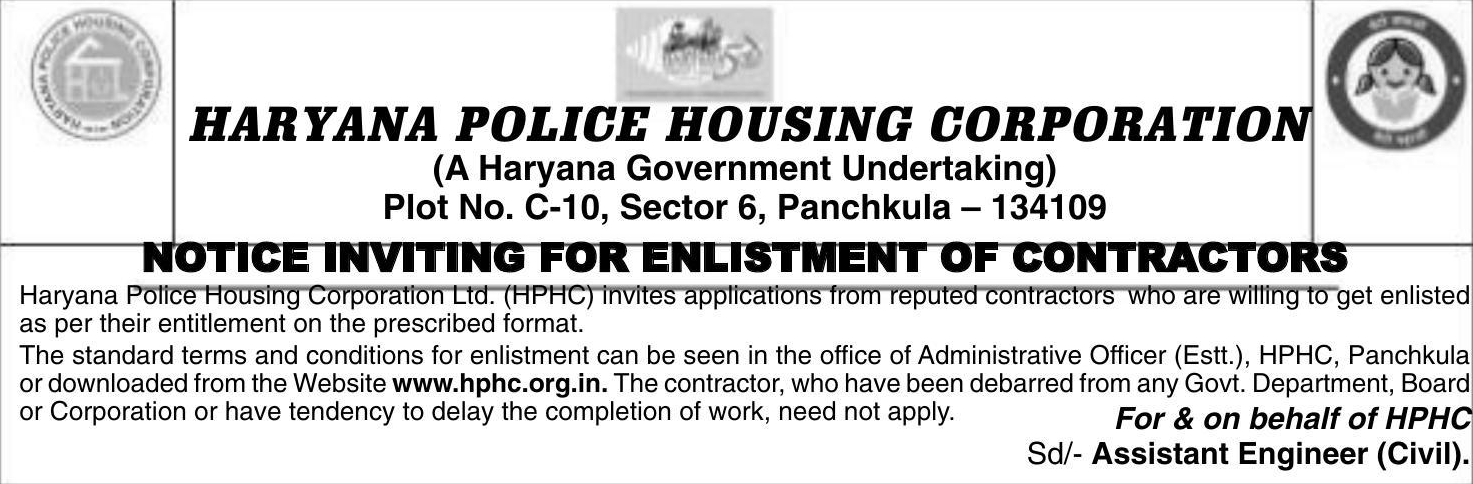 HARYANA POLICE HOUSING CORPORATION
HARYANA POLICE HOUSING CORPORATION
(A Haryana Government Undertaking)
Plot No. C-10, Sector 6, Panchkula – 134109
NOTICE INVITING FOR ENLISTMENT OF CONTRACTORS
Haryana Police Housing Corporation Ltd. (HPHC) invites applications from reputed contractors who are willing to get enlisted
as per their entitlement on the prescribed format.
The standard terms and conditions for enlistment can be seen in the office of Administrative Officer (Estt.), HPHC, Panchkula
or downloaded from the Website www.hphc.org.in. The contractor, who have been debarred from any Govt. Department, Board
or Corporation or have tendency to delay the completion of work, need not apply.
For & on behalf of HPHC
Sd/- Assistant Engineer (Civil).